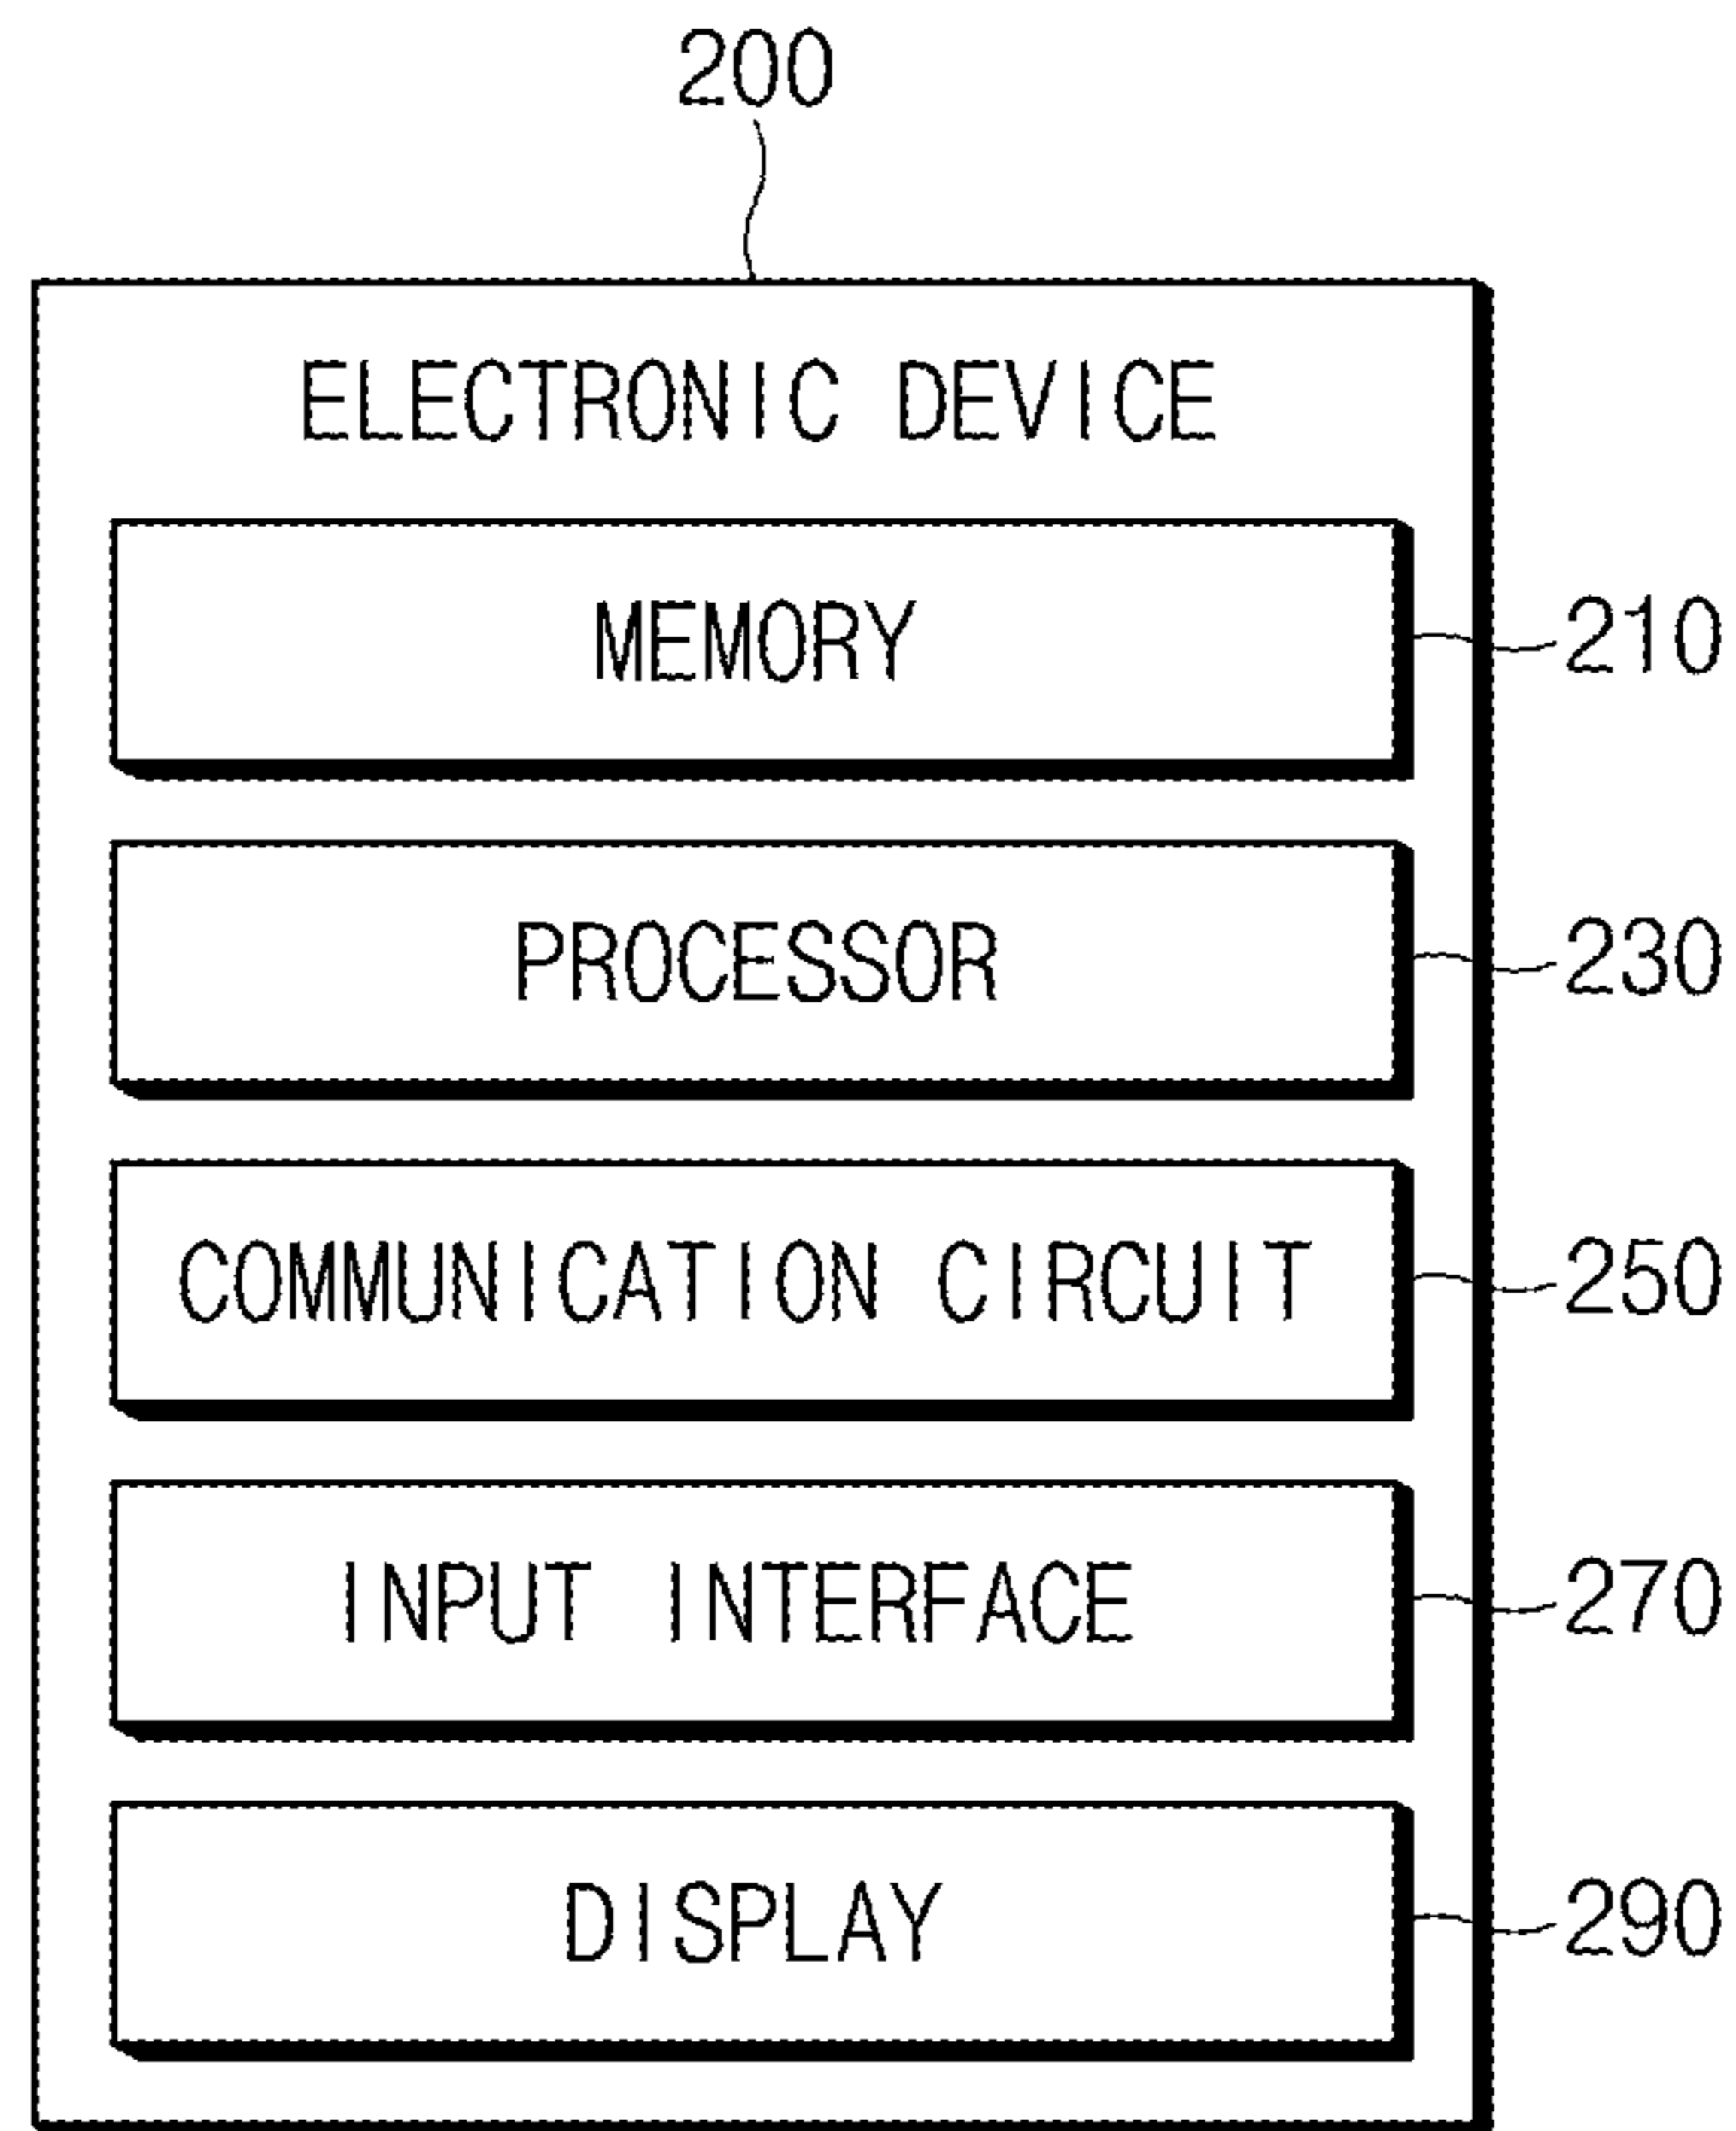 200
ELECTRONIC DEVICE
MEMORY 210
PROCESSOR 230
COMMUNICATION CIRCUIT 250
INPUT INTERFACE 270
DISPLAY 290